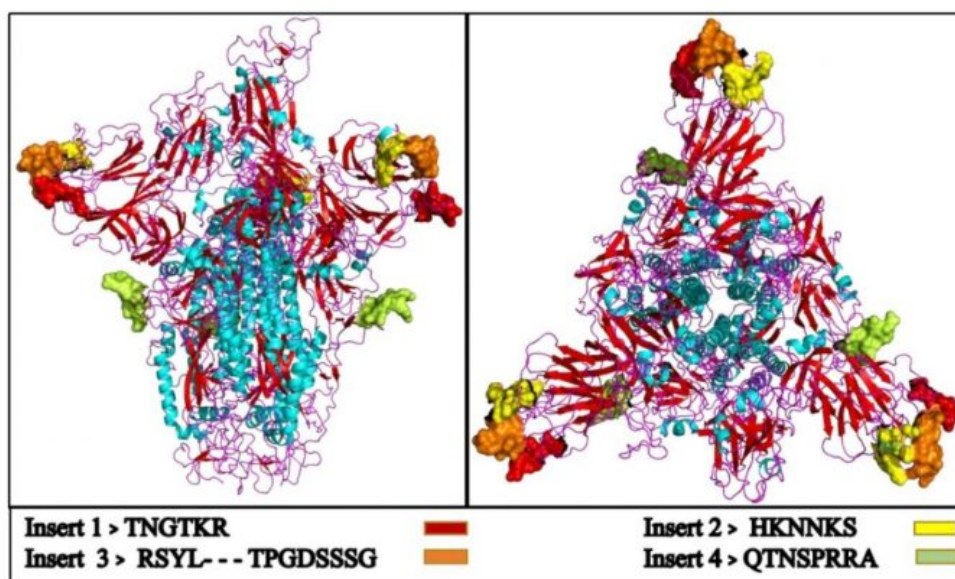 Insert 1 > TNGTKR
Insert 2 > HKNNKS
Insert 3 > RSYL---TPGDSSSG
Insert 4 > QTNSPRRA